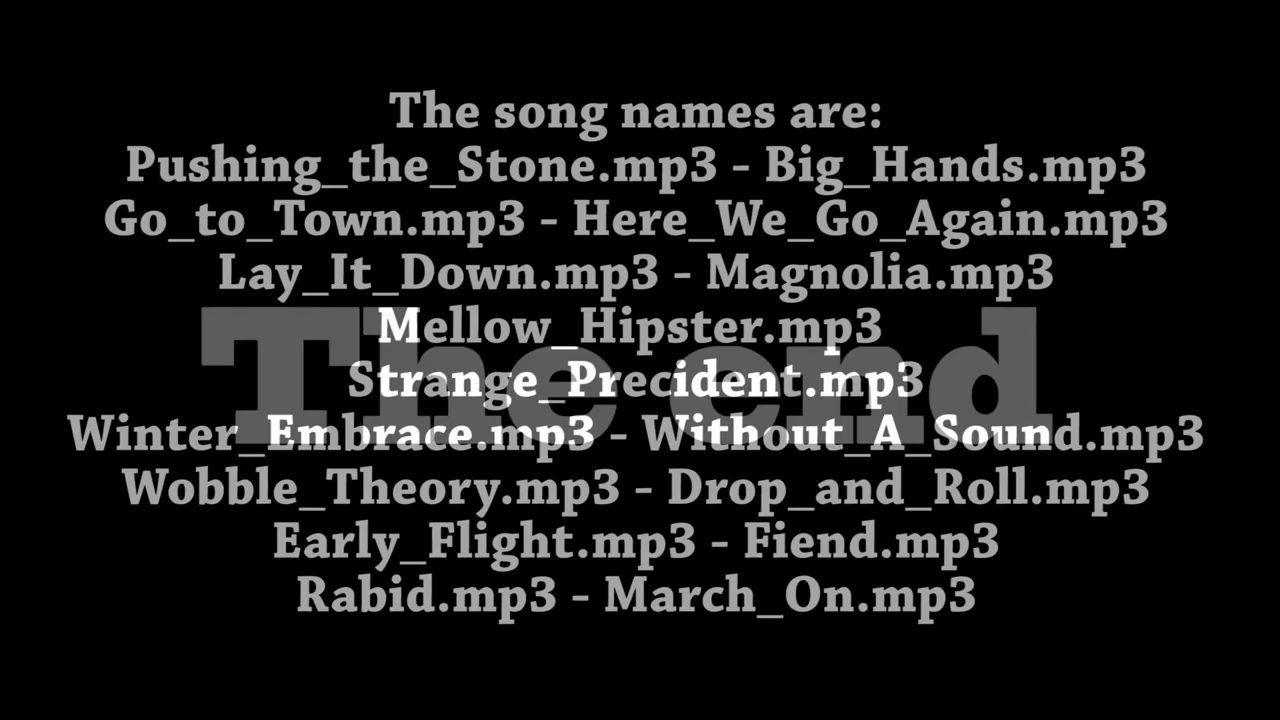 The song names are:
Pushing_the_Stone.mp3 - Big_Hands.mp3
Go_to_Town.mp3 - Here_We_Go_Again.mp3
Lay_It_Down.mp3 - Magnolia.mp3
Mellow_Hipster.mp3
The end
Strange_Precident.mp3
Winter_Embrace.mp3 - Without_A_Sound.mp3
Wobble_Theory.mp3 - Drop_and_Roll.mp3
Early_Flight.mp3 - Fiend.mp3
Rabid.mp3 - March_On.mp3